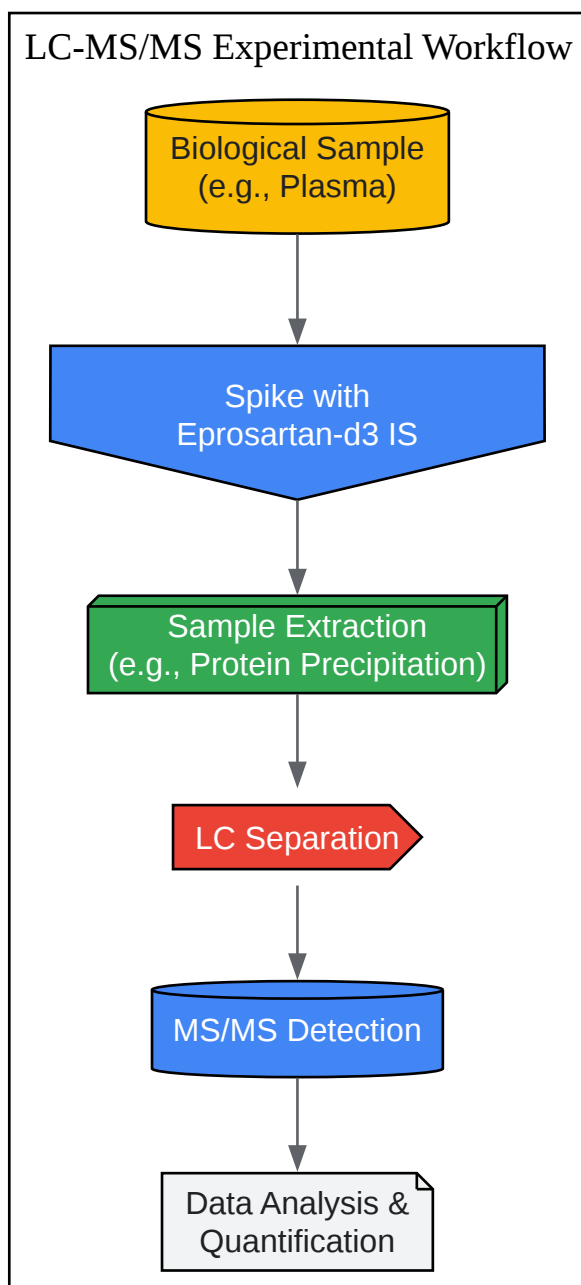 LC-MS/MS Experimental Workflow
Biological Sample
(e.g., Plasma)
Spike with
Eprosartan-d3 IS
Sample Extraction
(e.g., Protein Precipitation)
LC Separation
MS/MS Detection
Data Analysis &
Quantification